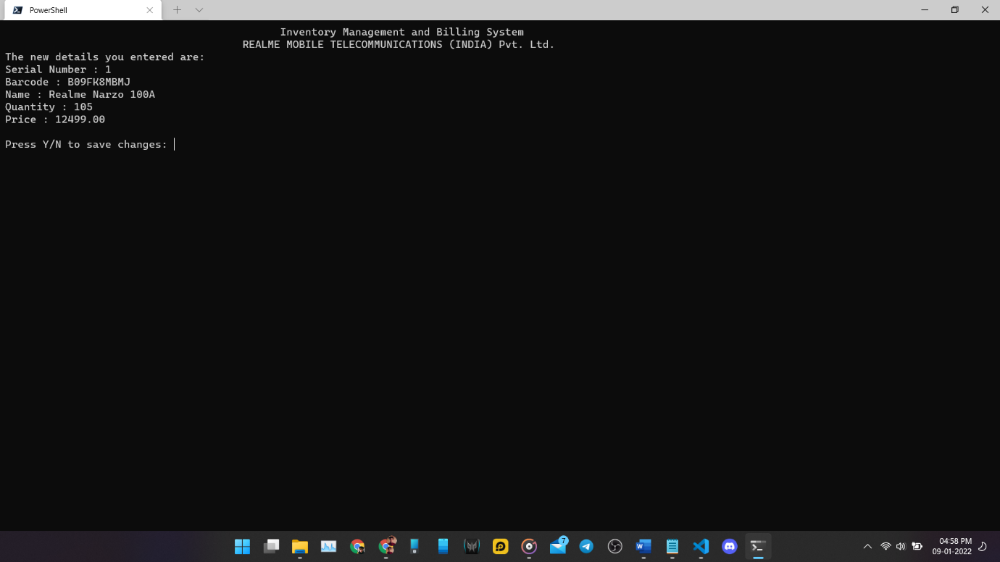 PowerShell
Inventory Management and Billing System
REALME MOBILE TELECOMMUNICATIONS (INDIA) Pvt. Ltd.
The new details you entered are:
Serial Number : 1
Barcode : B09FK8MBMJ
Name : Realme Narzo 100A
Quantity : 105
Price : 12499.00
Press Y/N to save changes:
7
04:58 PM
09-01-2022